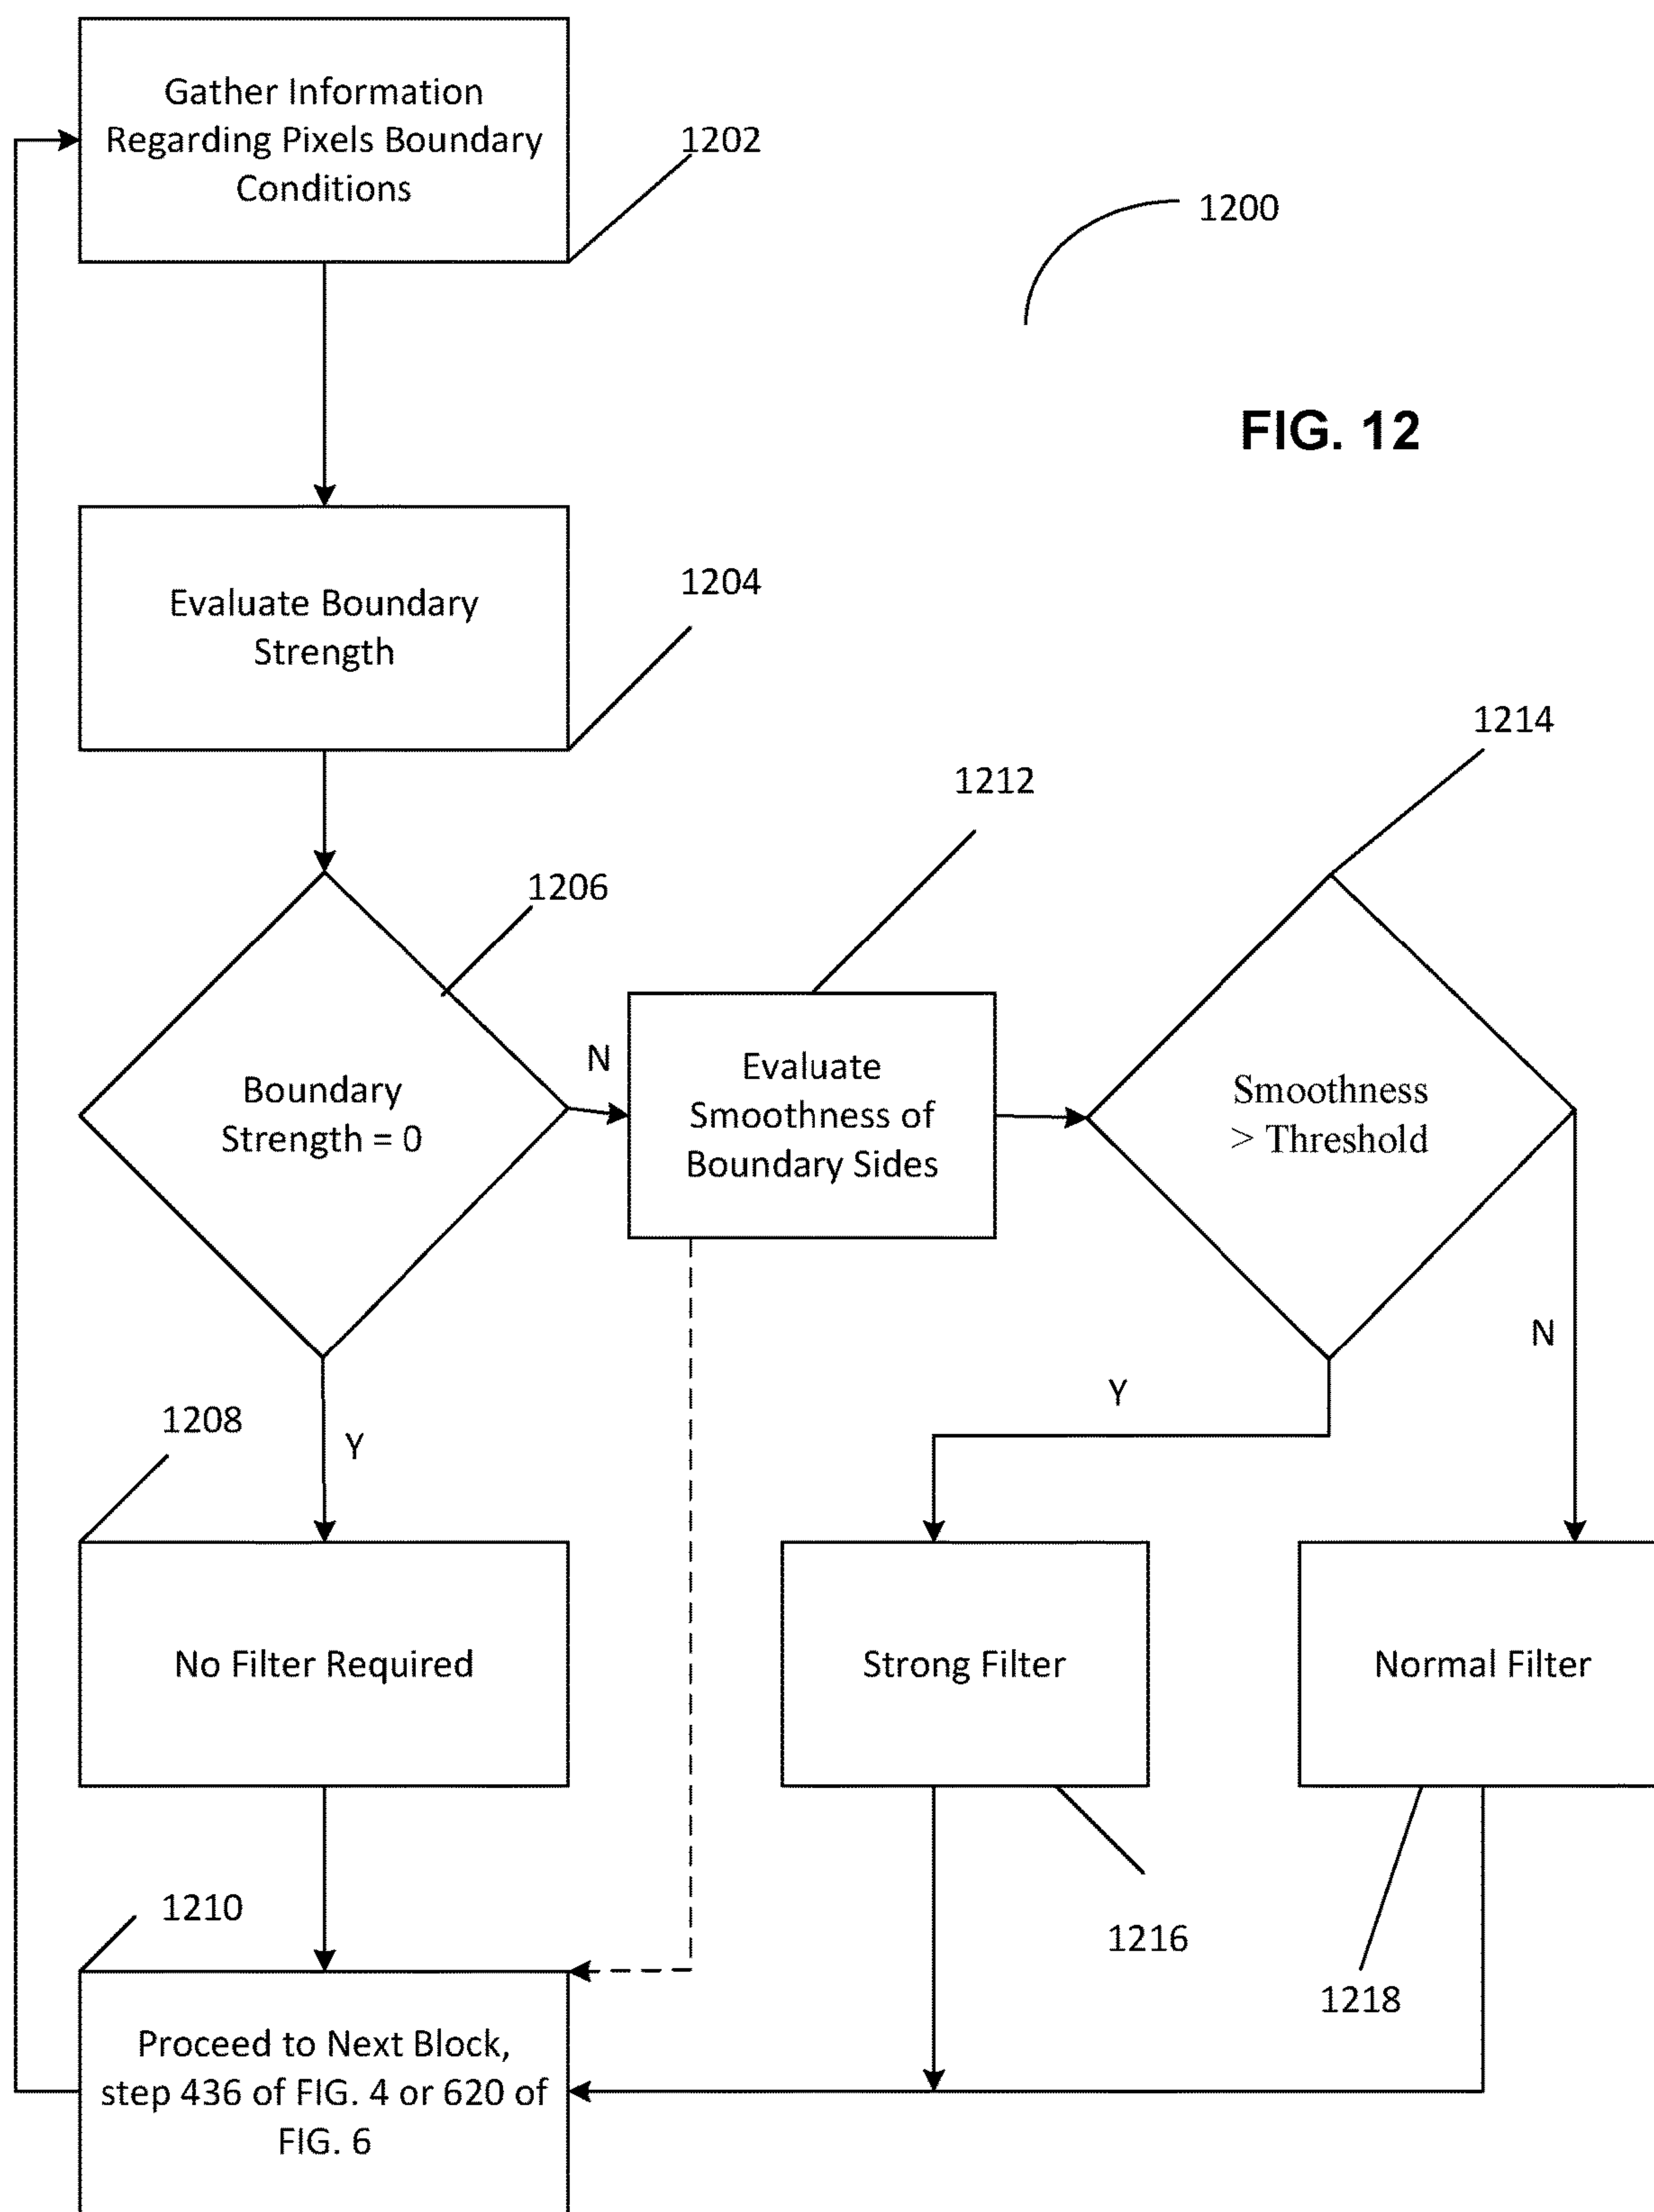 Gather Information
Regarding Pixels Boundary
Conditions
1202
1200
FIG. 12
Evaluate Boundary
Strength
1204
1206
Boundary
Strength = 0
N
1212
Evaluate
Smoothness of
Boundary Sides
1214
Smoothness
> Threshold
N
Y
1208
Y
No Filter Required
Strong Filter
Normal Filter
1210
1216
1218
Proceed to Next Block,
step 436 of FIG. 4 or 620 of
FIG. 6